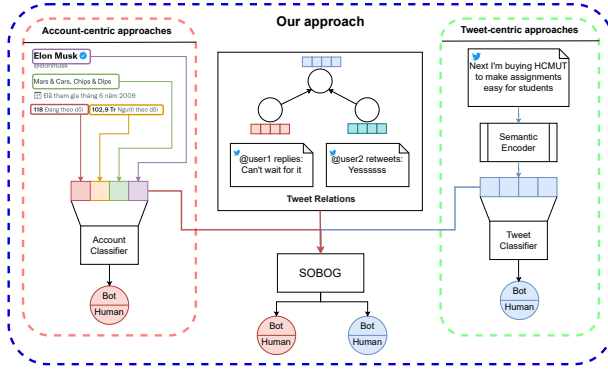 Account-centric approaches
Elon Musk
@elonmusk
Mars & Cars, Chips & Dips
Đã tham gia tháng 6 năm 2009
118 Đang theo dõi
102,9 Tr Người theo dõi
Account
Classifier
Bot
Human
Our approach
@user1 replies:
Can't wait for it
@user2 retweets:
Yessssss
Tweet Relations
SOBOG
Bot
Human
Bot
Human
Tweet-centric approaches
Next I'm buying HCMUT
to make assignments
easy for students
Semantic
Encoder
Tweet
Classifier
Bot
Human